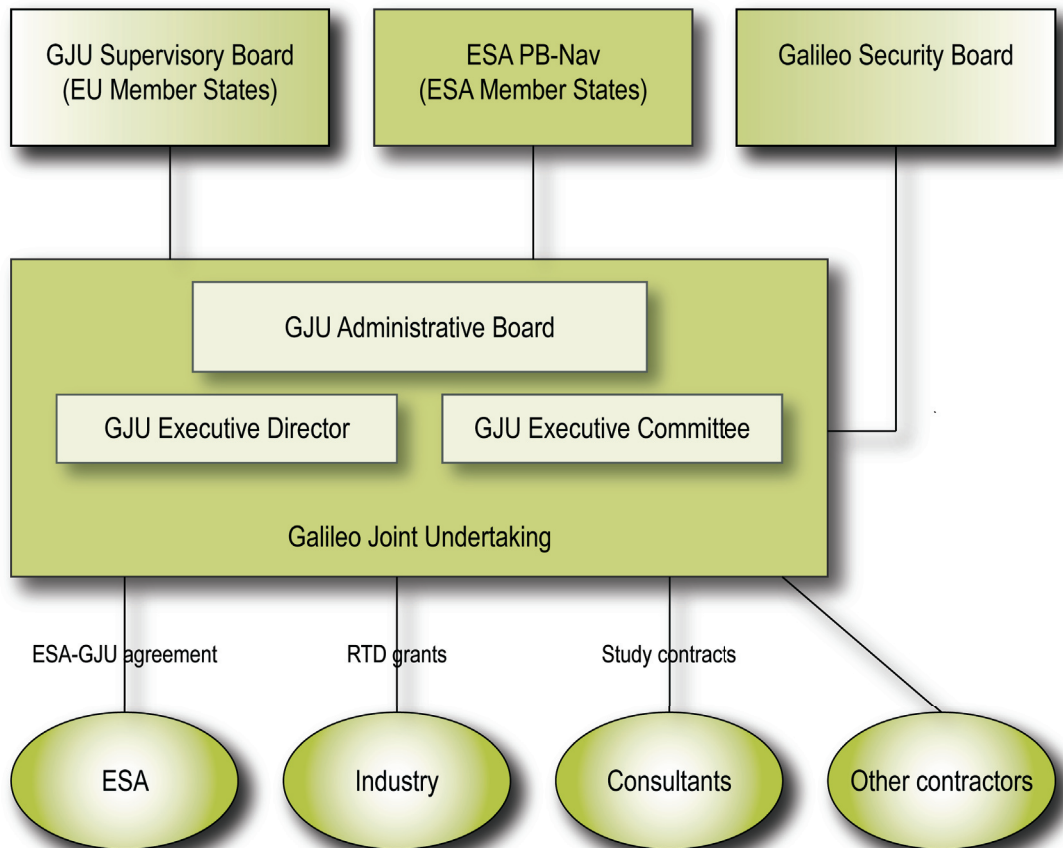 GJU Supervisory Board
(EU Member States)
ESA PB-Nav
(ESA Member States)
Galileo Security Board
GJU Administrative Board
GJU Executive Director
GJU Executive Committee
Galileo Joint Undertaking
ESA-GJU agreement
RTD grants
Study contracts
ESA
Industry
Consultants
Other contractors